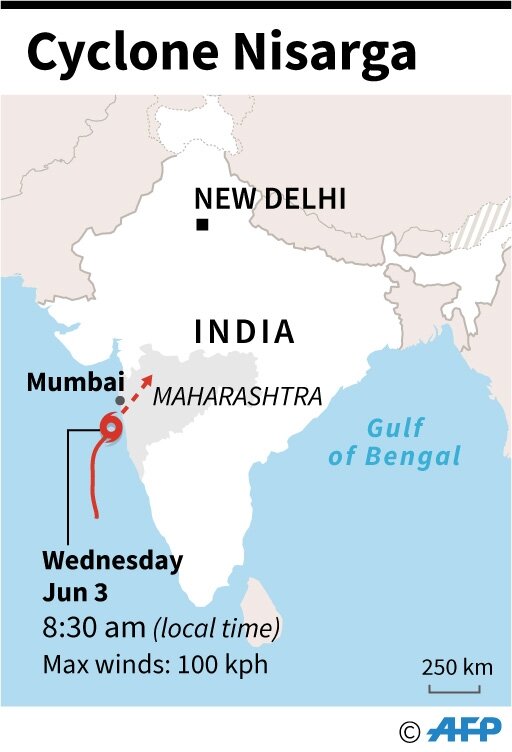 Cyclone Nisarga
NEW DELHI
INDIA
Mumbai
MAHARASHTRA
Gulf
of Bengal
Wednesday
Jun 3
8:30 am (local time)
Max winds: 100 kph
250 km
© AFP